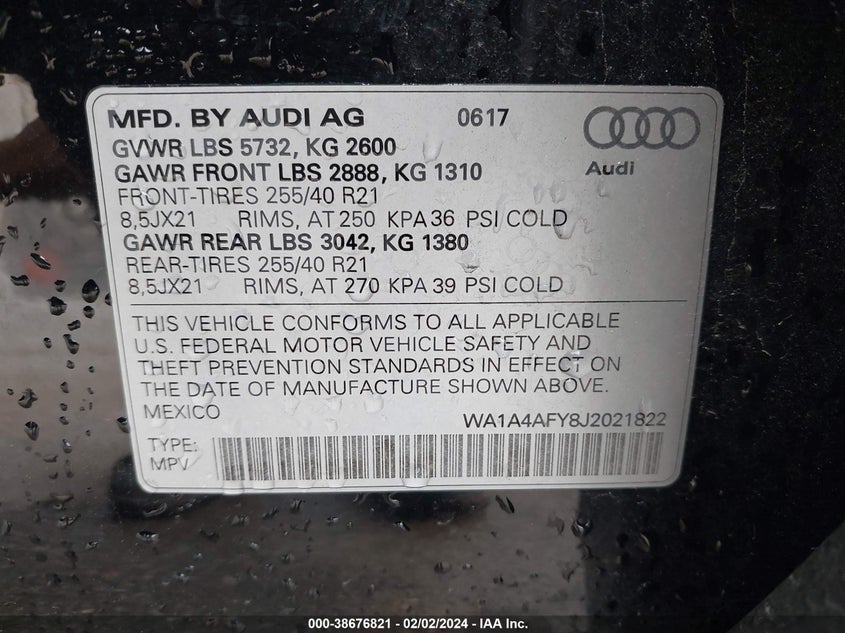 MFD. BY AUDI AG 0617
GVWR LBS 5732, KG 2600
GAWR FRONT LBS 2888, KG 1310
Audi
FRONT-TIRES 255/40 R21
8,5JX21 RIMS, AT 250 KPA 36 PSI COLD
GAWR REAR LBS 3042, KG 1380
REAR-TIRES 255/40 R21
8,5JX21 RIMS, AT 270 KPA 39 PSI COLD
THIS VEHICLE CONFORMS TO ALL APPLICABLE
U.S. FEDERAL MOTOR VEHICLE SAFETY AND
THEFT PREVENTION STANDARDS IN EFFECT ON
THE DATE OF MANUFACTURE SHOWN ABOVE.
MEXICO
WA1A4AFY8J2021822
TYPE:
MPV
000-38676821 - 02/02/2024 - IAA Inc.